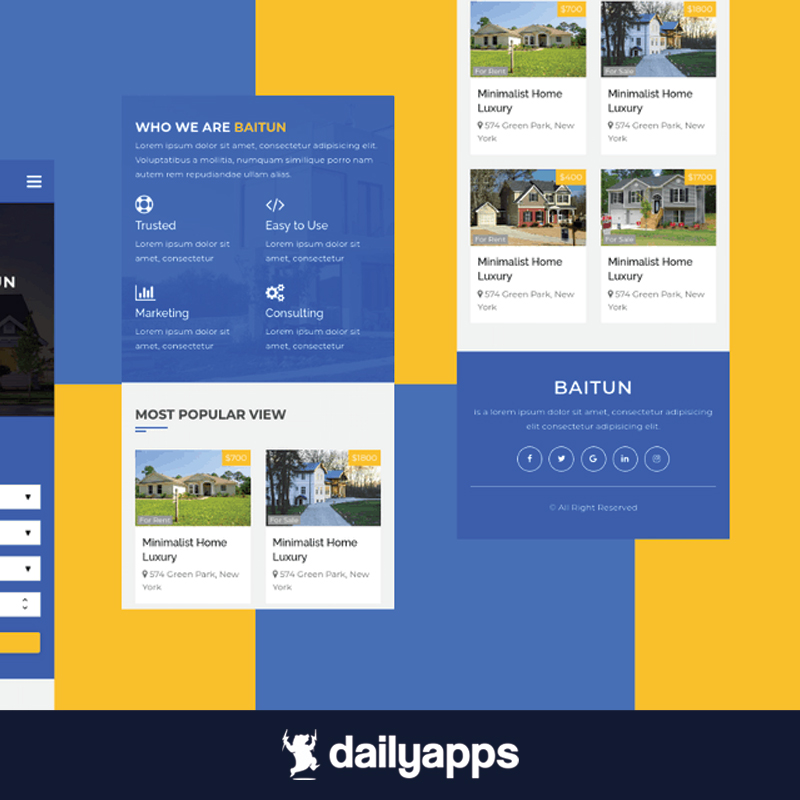 UN
WHO WE ARE BAITUN
Lorem ipsum dolor sit amet, consectetur adipisicing elit.
Voluptatibus a mollitia, numquam similique porro nam
autem rem repudiandae ullam alias.
Trusted
Lorem ipsum dolor sit
amet, consectetur
Easy to Use
Lorem ipsum dolor sit
amet, consectetur
Marketing
Lorem ipsum dolor sit
amet, consectetur
Consulting
Lorem ipsum dolor sit
amet, consectetur
MOST POPULAR VIEW
$700
For Rent
Minimalist Home
Luxury
574 Green Park, New
York
$1800
For Sale
Minimalist Home
Luxury
574 Green Park, New
York
$700
For Rent
Minimalist Home
Luxury
574 Green Park, New
York
$1800
For Sale
Minimalist Home
Luxury
574 Green Park, New
York
$400
For Rent
Minimalist Home
Luxury
574 Green Park, New
York
$1700
For Sale
Minimalist Home
Luxury
574 Green Park, New
York
BAITUN
is a lorem ipsum dolor sit amet, consectetur adipisicing
elit consectetur adipisicing elit
© All Right Reserved
dailyapps